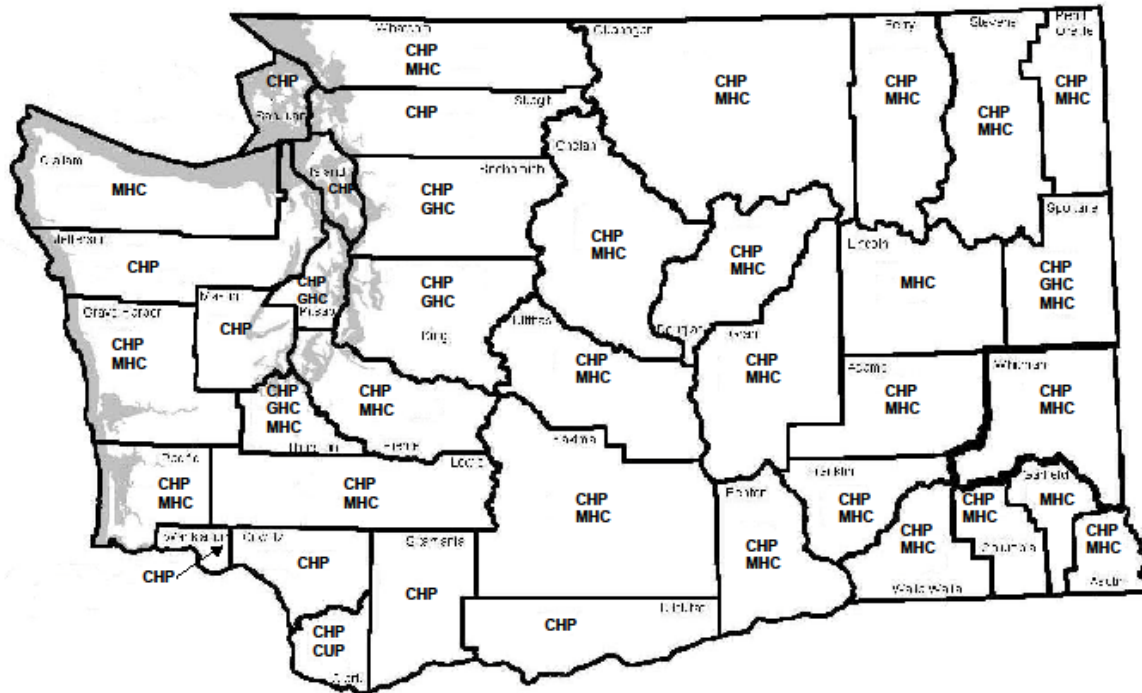 Whatcom
CHP
MHC
Okanogan
CHP
MHC
Ferry
CHP
MHC
Stevens
CHP
MHC
Pend
Oreille
CHP
MHC
CHP
San Juan
CHP
Skagit
Clallam
MHC
Island
CHP
Snohomish
CHP
GHC
Chelan
CHP
MHC
Jefferson
CHP
CHP
GHC
Kitsap
CHP
GHC
King
CHP
MHC
Douglas
Lincoln
MHC
Spokane
CHP
GHC
MHC
Grays Harbor
CHP
MHC
Mason
CHP
Kittitas
CHP
MHC
Grant
CHP
MHC
Adams
CHP
MHC
Whitman
CHP
MHC
CHP
GHC
MHC
Thurston
CHP
MHC
Pierce
Pacific
CHP
MHC
Lewis
CHP
MHC
Yakima
CHP
MHC
Benton
CHP
MHC
Franklin
CHP
MHC
CHP
MHC
Walla Walla
CHP
MHC
Columbia
Garfield
MHC
CHP
MHC
Asotin
Wahkiakum
CHP
Cowlitz
CHP
Skamania
CHP
Klickitat
CHP
CHP
CUP
Clark